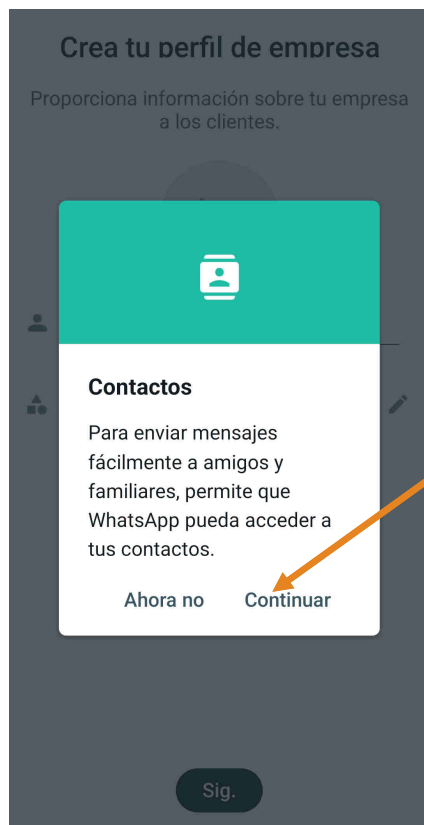 Crea tu perfil de empresa
Proporciona información sobre tu empresa
a los clientes.
Contactos
Para enviar mensajes
fácilmente a amigos y
familiares, permite que
WhatsApp pueda acceder a
tus contactos.
Ahora no Continuar
Sig.